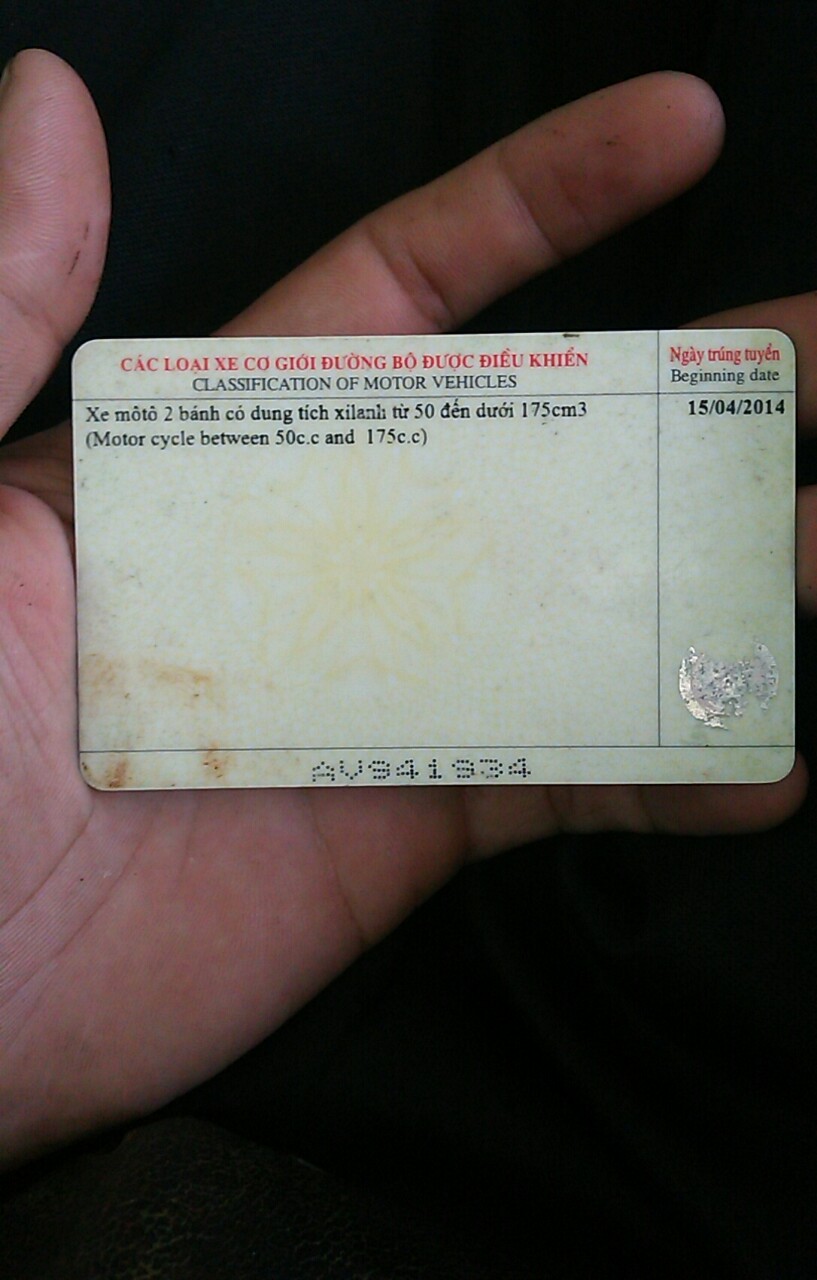 CÁC LOẠI XE CƠ GIỚI ĐƯỜNG BỘ ĐƯỢC ĐIỀU KHIỂN
CLASSIFICATION OF MOTOR VEHICLES
Ngày trúng tuyển
Beginning date
Xe môtô 2 bánh có dung tích xilanh từ 50 đến dưới 175cm3
(Motor cycle between 50c.c and 175c.c)
15/04/2014
AV941934